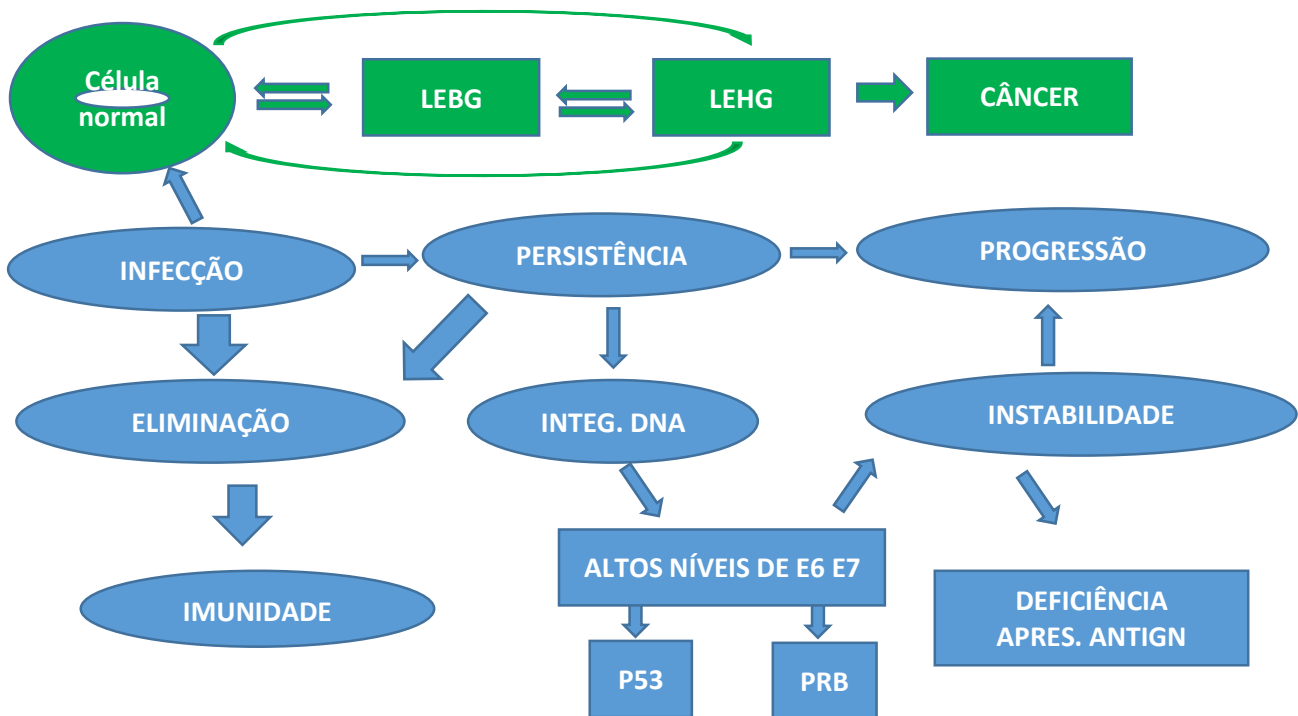 Célula
normal
LEBG
LEHG
CÂNCER
INFECÇÃO
PERSISTÊNCIA
PROGRESSÃO
ELIMINAÇÃO
INTEG. DNA
INSTABILIDADE
ALTOS NÍVEIS DE E6 E7
IMUNIDADE
DEFICIÊNCIA
APRES. ANTIGN
P53
PRB